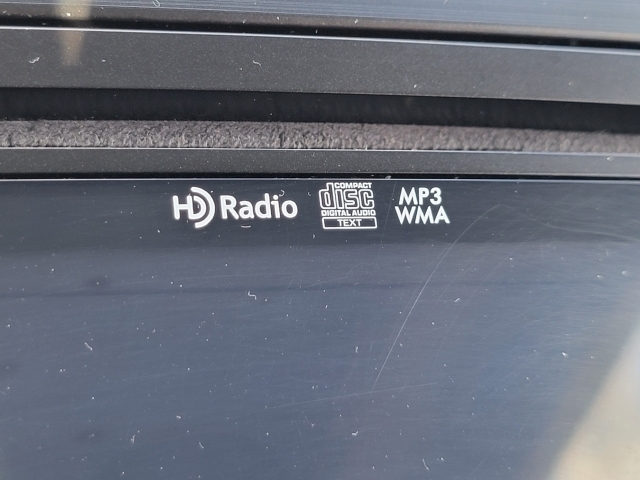 HD Radio
COMPACT
disc
DIGITAL AUDIO
TEXT
MP3
WMA